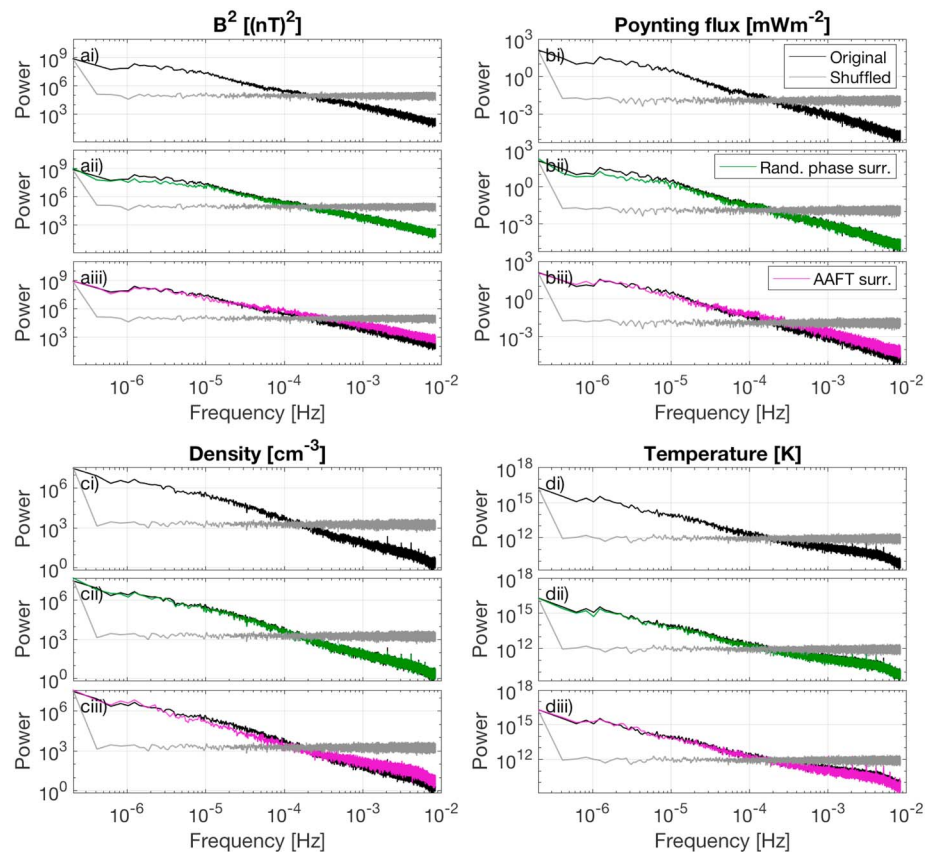 B² [(nT)²]
ai)
10⁹
10⁶
10³
Power
aii)
10⁹
10⁶
10³
Power
aiii)
10⁹
10⁶
10³
Power
10⁻⁶ 10⁻⁵ 10⁻⁴ 10⁻³ 10⁻²
Frequency [Hz]
Poynting flux [mWm⁻²]
bi)
Original
Shuffled
10³
10⁰
10⁻³
Power
bii)
Rand. phase surr.
10³
10⁰
10⁻³
Power
biii)
AAFT surr.
10³
10⁰
10⁻³
Power
10⁻⁶ 10⁻⁵ 10⁻⁴ 10⁻³ 10⁻²
Frequency [Hz]
Density [cm⁻³]
ci)
10⁶
10³
10⁰
Power
cii)
10⁶
10³
10⁰
Power
ciii)
10⁶
10³
10⁰
Power
10⁻⁶ 10⁻⁵ 10⁻⁴ 10⁻³ 10⁻²
Frequency [Hz]
Temperature [K]
di)
10¹⁸
10¹⁵
10¹²
Power
dii)
10¹⁸
10¹⁵
10¹²
Power
diii)
10¹⁸
10¹⁵
10¹²
Power
10⁻⁶ 10⁻⁵ 10⁻⁴ 10⁻³ 10⁻²
Frequency [Hz]